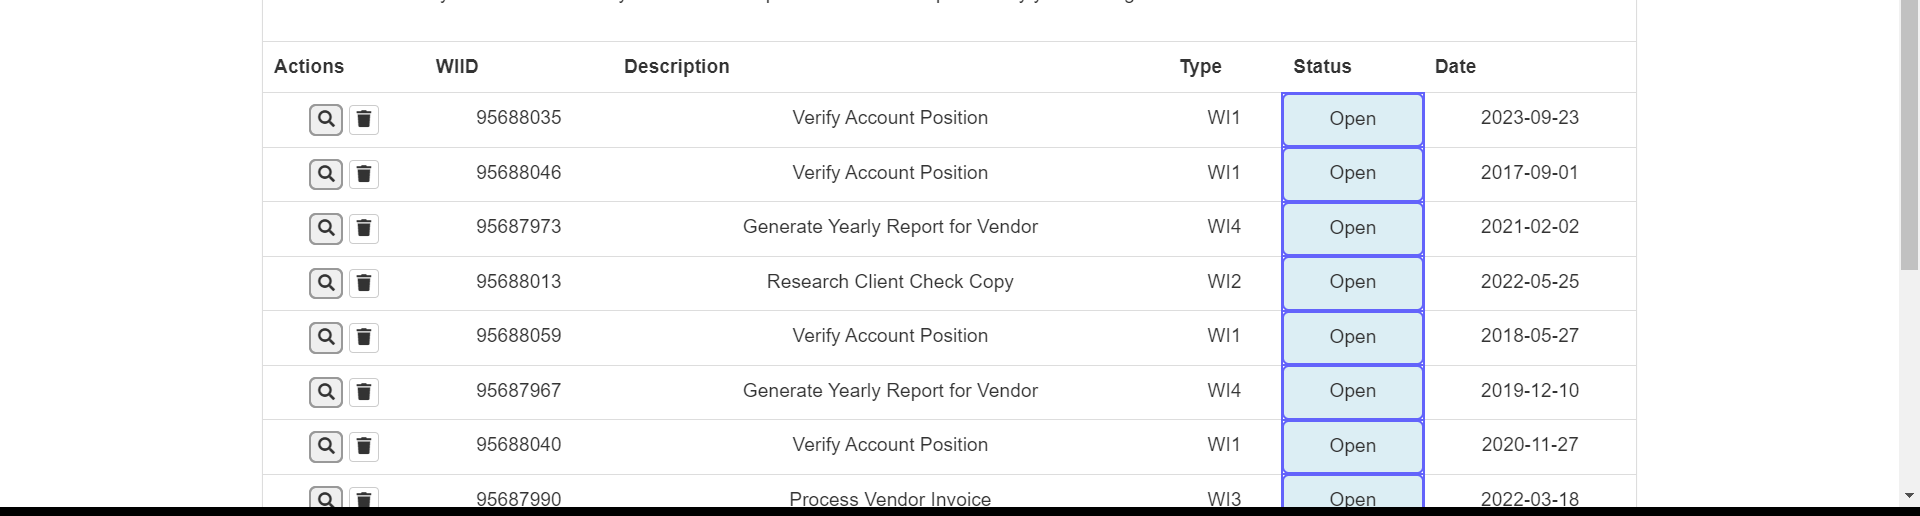 Actions WIID Description Type Status Date
95688035 Verify Account Position WI1 Open 2023-09-23
95688046 Verify Account Position WI1 Open 2017-09-01
95687973 Generate Yearly Report for Vendor WI4 Open 2021-02-02
95688013 Research Client Check Copy WI2 Open 2022-05-25
95688059 Verify Account Position WI1 Open 2018-05-27
95687967 Generate Yearly Report for Vendor WI4 Open 2019-12-10
95688040 Verify Account Position WI1 Open 2020-11-27
95687990 Process Vendor Invoice WI3 Open 2022-03-18